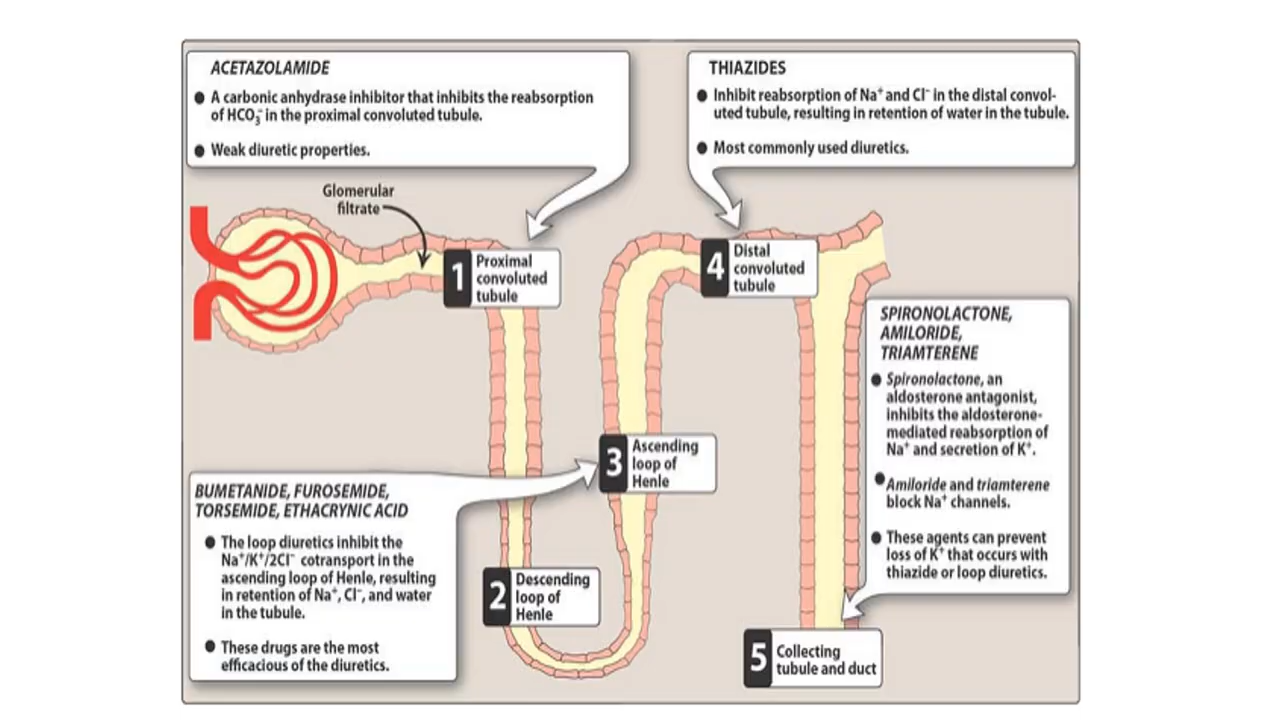 ACETAZOLAMIDE
● A carbonic anhydrase inhibitor that inhibits the reabsorption
of HCO₃⁻ in the proximal convoluted tubule.
● Weak diuretic properties.
THIAZIDES
● Inhibit reabsorption of Na⁺ and Cl⁻ in the distal convol-
uted tubule, resulting in retention of water in the tubule.
● Most commonly used diuretics.
Glomerular
filtrate
1 Proximal
convoluted
tubule
4 Distal
convoluted
tubule
SPIRONOLACTONE,
AMILORIDE,
TRIAMTERENE
● Spironolactone, an
aldosterone antagonist,
inhibits the aldosterone-
mediated reabsorption of
Na⁺ and secretion of K⁺.
● Amiloride and triamterene
block Na⁺ channels.
● These agents can prevent
loss of K⁺ that occurs with
thiazide or loop diuretics.
3 Ascending
loop of
Henle
BUMETANIDE, FUROSEMIDE,
TORSEMIDE, ETHACRYNIC ACID
● The loop diuretics inhibit the
Na⁺/K⁺/2Cl⁻ cotransport in the
ascending loop of Henle, resulting
in retention of Na⁺, Cl⁻, and water
in the tubule.
● These drugs are the most
efficacious of the diuretics.
2 Descending
loop of
Henle
5 Collecting
tubule and duct